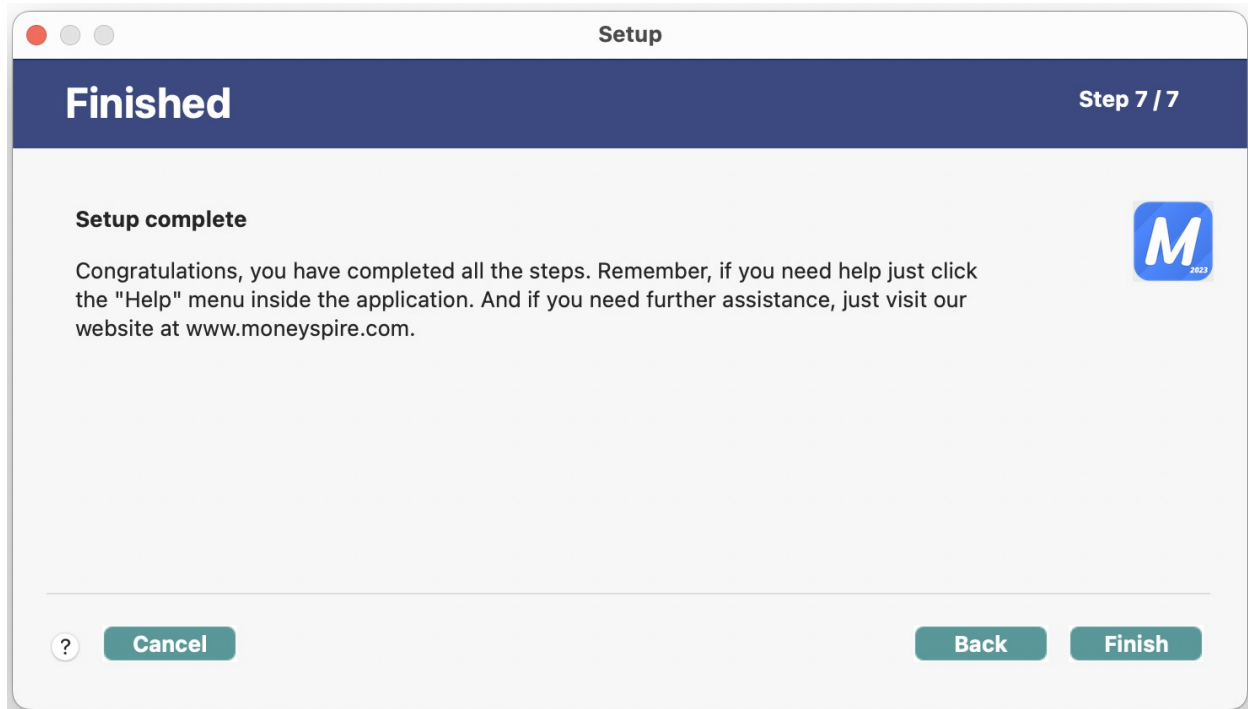 Setup
Finished
Step 7 / 7
Setup complete
Congratulations, you have completed all the steps. Remember, if you need help just click
the "Help" menu inside the application. And if you need further assistance, just visit our
website at www.moneyspire.com.
M
2023
?
Cancel
Back
Finish